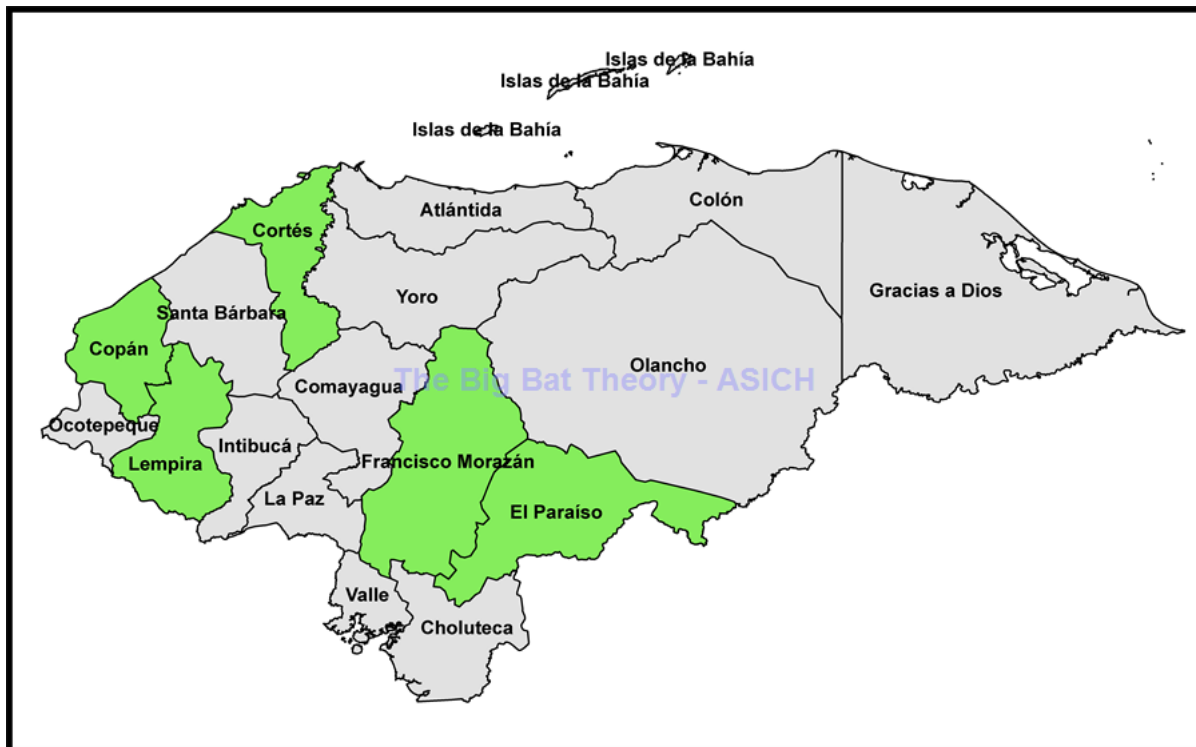 Islas de la Bahía
Islas de la Bahía
Islas de la Bahía
Colón
Atlántida
Cortés
Gracias a Dios
Yoro
Santa Bárbara
Copán
Olancho
The Big Bat Theory - ASICH
Comayagua
Ocotepeque
Intibucá
Lempira
Francisco Morazán
La Paz
El Paraíso
Valle
Choluteca